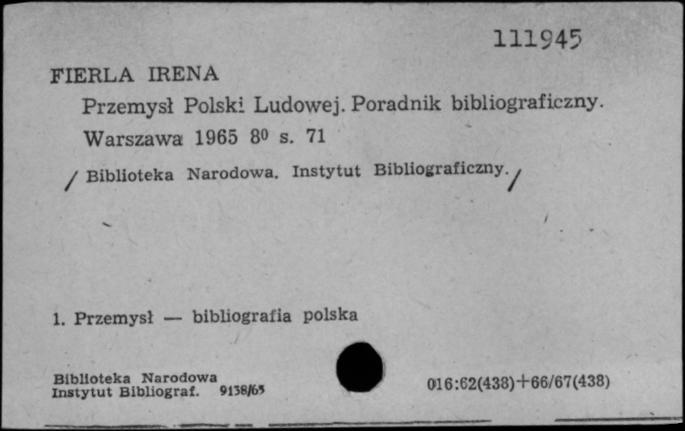 111945
FIERLA IRENA
Przemysł Polski Ludowej. Poradnik bibliograficzny.
Warszawa 1965 8⁰ s. 71
/ Biblioteka Narodowa. Instytut Bibliograficzny. /
1. Przemysł — bibliografia polska
Biblioteka Narodowa
Instytut Bibliograf. 9138/65
016:62(438)+66/67(438)